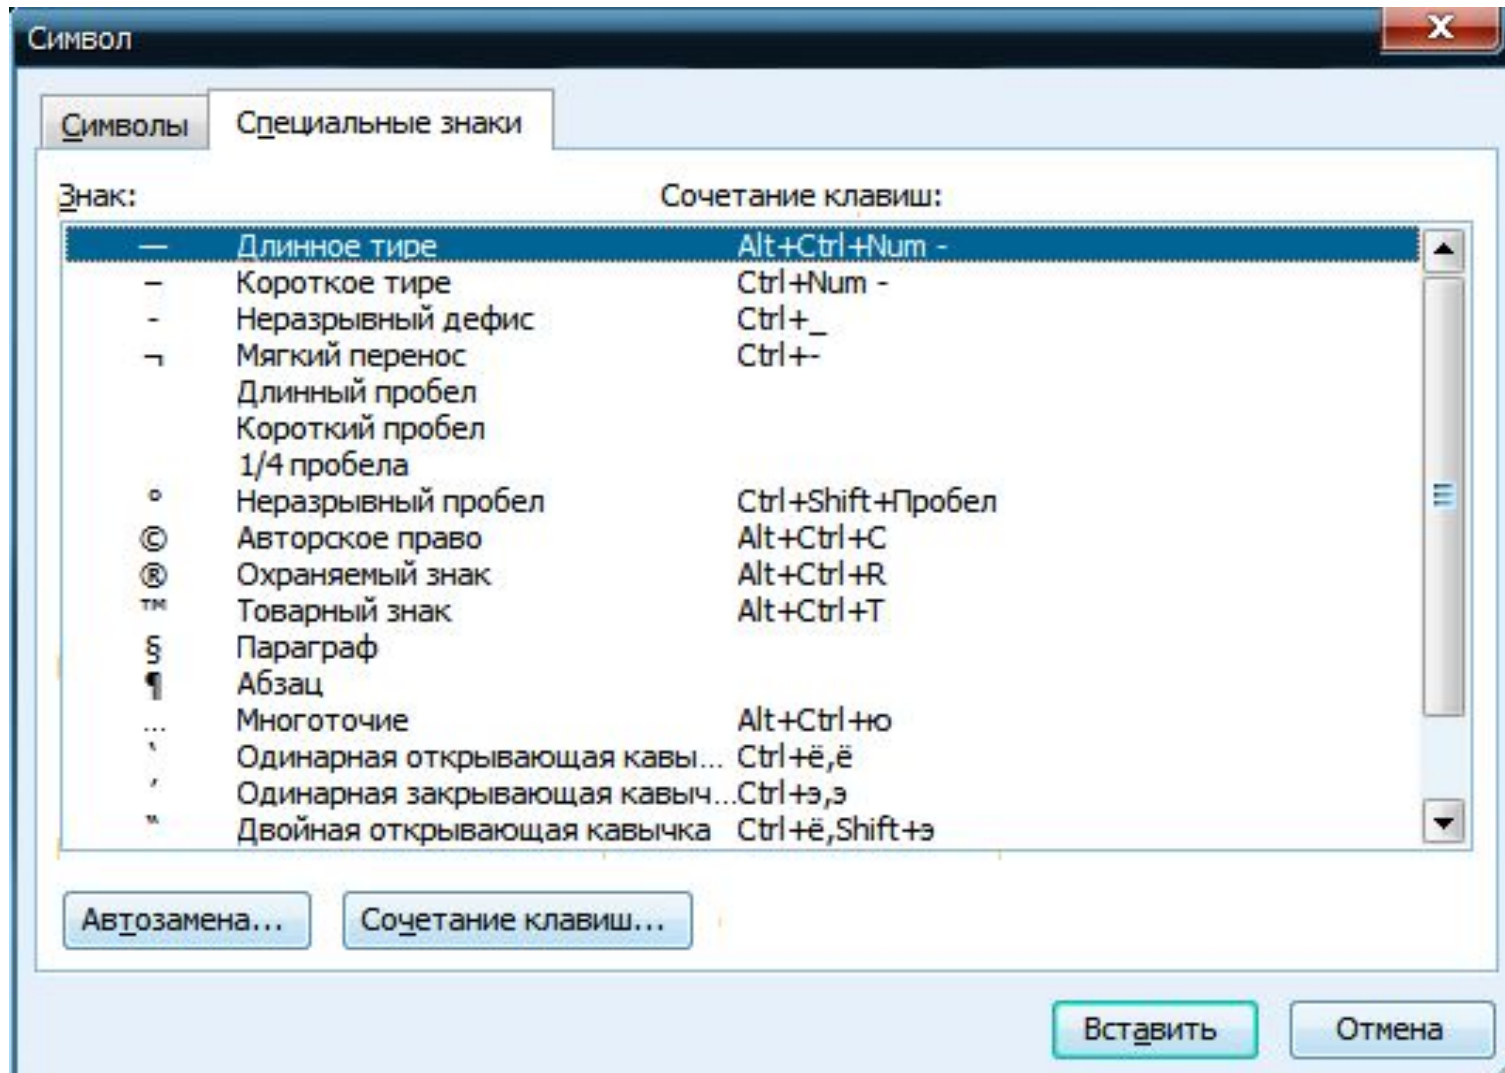 Символ
Символы Специальные знаки
Знак: Сочетание клавиш:
— Длинное тире Alt+Ctrl+Num -
– Короткое тире Ctrl+Num -
- Неразрывный дефис Ctrl+_
¬ Мягкий перенос Ctrl+-
Длинный пробел
Короткий пробел
1/4 пробела
° Неразрывный пробел Ctrl+Shift+Пробел
© Авторское право Alt+Ctrl+C
® Охраняемый знак Alt+Ctrl+R
™ Товарный знак Alt+Ctrl+T
§ Параграф
¶ Абзац
… Многоточие Alt+Ctrl+ю
‘ Одинарная открывающая кавы... Ctrl+ё,ё
’ Одинарная закрывающая кавыч...Ctrl+э,э
“ Двойная открывающая кавычка Ctrl+ё,Shift+э
Автозамена... Сочетание клавиш...
Вставить Отмена